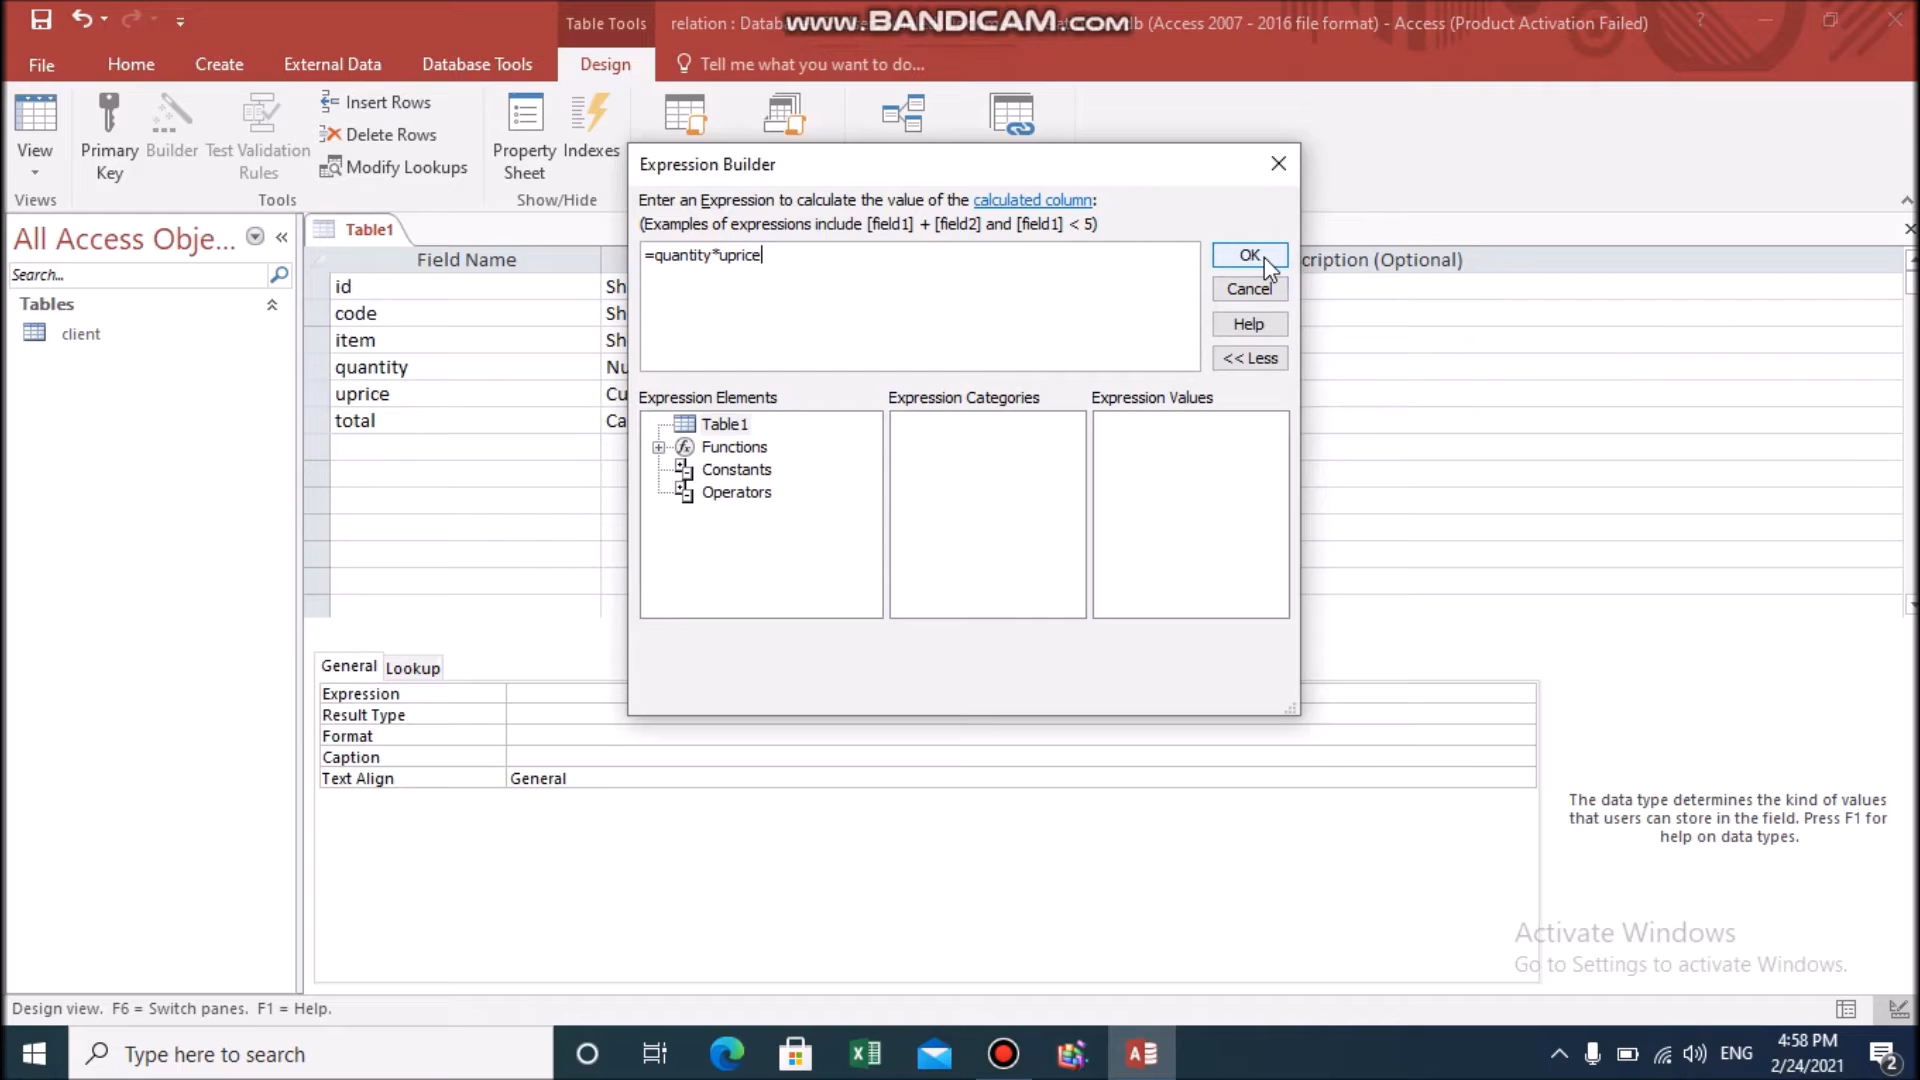 Table Tools
relation : Datab
www.BANDICAM.com
b (Access 2007 - 2016 file format) - Access (Product Activation Failed)
?
File
Home
Create
External Data
Database Tools
Design
Tell me what you want to do...
View
Primary
Key
Builder
Test Validation
Rules
Insert Rows
Delete Rows
Modify Lookups
Property
Sheet
Indexes
Views
Tools
Show/Hide
All Access Obje...
Search...
Tables
client
Table1
Field Name
cription (Optional)
id
Sh
code
Sh
item
Sh
quantity
Nu
uprice
Cu
total
Ca
Expression Builder
Enter an Expression to calculate the value of the calculated column:
(Examples of expressions include [field1] + [field2] and [field1] < 5)
=quantity*uprice
OK
Cancel
Help
<< Less
Expression Elements
Expression Categories
Expression Values
Table1
Functions
Constants
Operators
General
Lookup
Expression
Result Type
Format
Caption
Text Align
General
The data type determines the kind of values
that users can store in the field. Press F1 for
help on data types.
Activate Windows
Go to Settings to activate Windows.
Design view. F6 = Switch panes. F1 = Help.
Type here to search
ENG
4:58 PM
2/24/2021
2